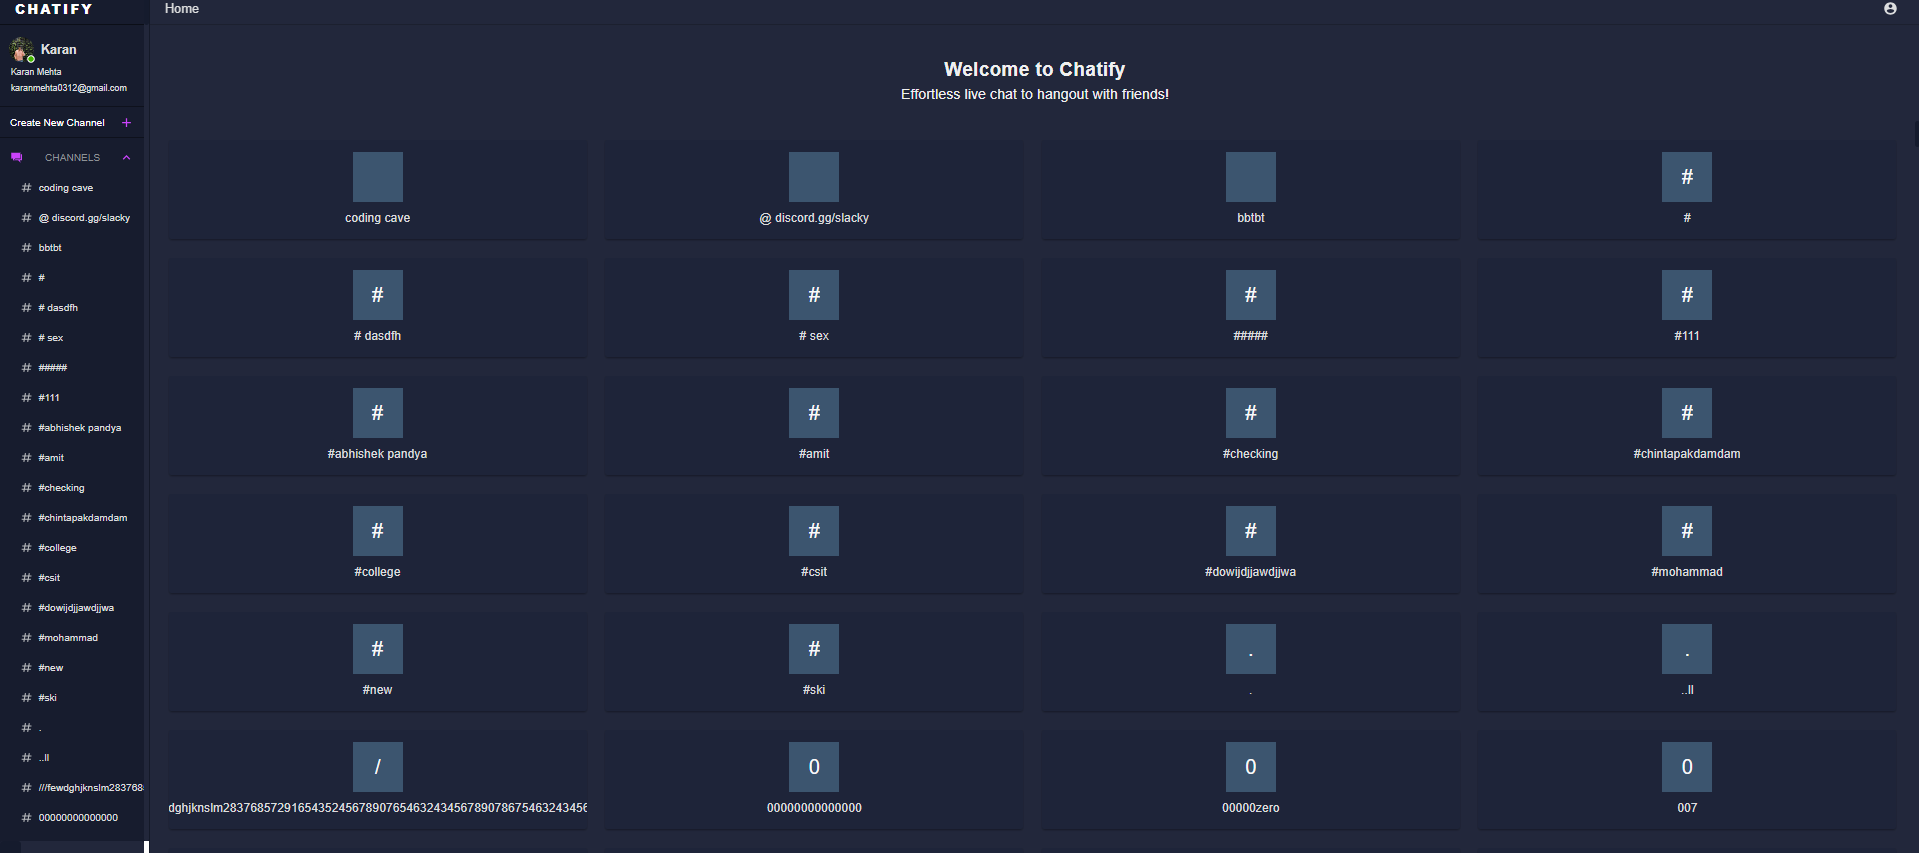 CHATIFY
Karan
Karan Mehta
karanmehta0312@gmail.com
Create New Channel +
CHANNELS
# coding cave
# @ discord.gg/slacky
# bbtbt
# #
# # dasdfh
# # sex
# #####
# #111
# #abhishek pandya
# #amit
# #checking
# #chintapakdamdam
# #college
# #csit
# #dowijdjjawdjjwa
# #mohammad
# #new
# #ski
# .
# ..ll
# ///fewdghjknslm283768
# 00000000000000
Home
Welcome to Chatify
Effortless live chat to hangout with friends!
coding cave
@ discord.gg/slacky
bbtbt
#
#
#
# dasdfh
#
# sex
#
#####
#
#111
#
#abhishek pandya
#
#amit
#
#checking
#
#chintapakdamdam
#
#college
#
#csit
#
#dowijdjjawdjjwa
#
#mohammad
#
#new
#
#ski
.
.
.
..ll
/
dghjknslm28376857291654352456789076546324345678907867546324345
0
00000000000000
0
00000zero
0
007